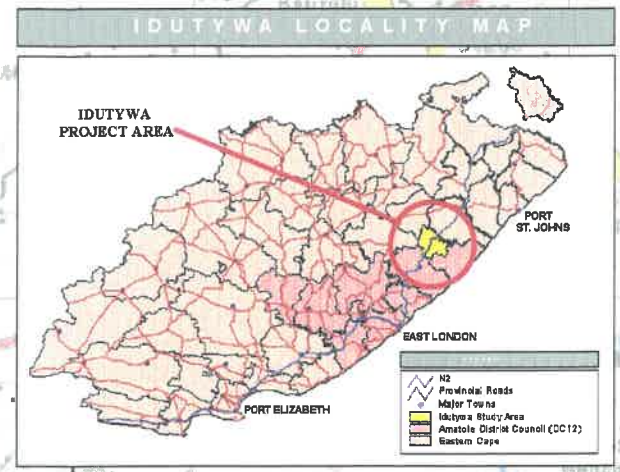 IDUTYWA LOCALITY MAP
IDUTYWA
PROJECT AREA
PORT
ST. JOHNS
EAST LONDON
PORT ELIZABETH
N2
Provincial Roads
Major Towns
Idutywa Study Area
Amatole District Council (DC12)
Eastern Cape